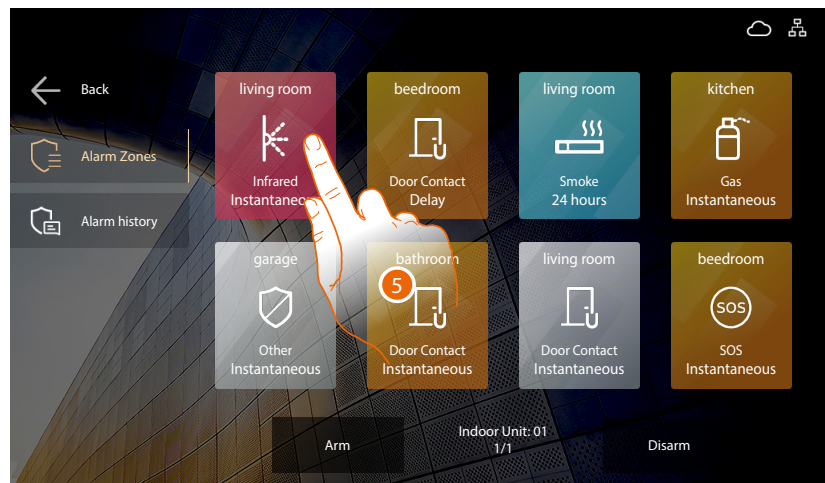 Back
Alarm Zones
Alarm history
living room
Infrared
Instantaneous
beedroom
Door Contact
Delay
living room
Smoke
24 hours
kitchen
Gas
Instantaneous
garage
Other
Instantaneous
bathroom
5
Door Contact
Instantaneous
living room
Door Contact
Instantaneous
beedroom
SOS
SOS
Instantaneous
Arm
Indoor Unit: 01
1/1
Disarm